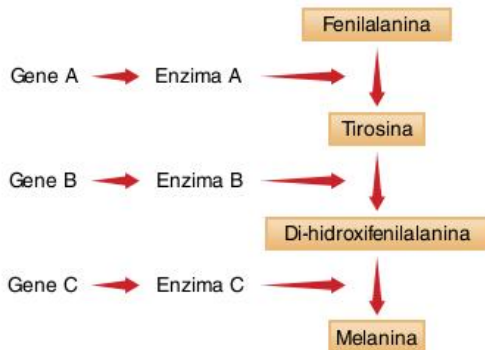 Fenilalanina
Gene A Enzima A
Tirosina
Gene B Enzima B
Di-hidroxifenilalanina
Gene C Enzima C
Melanina